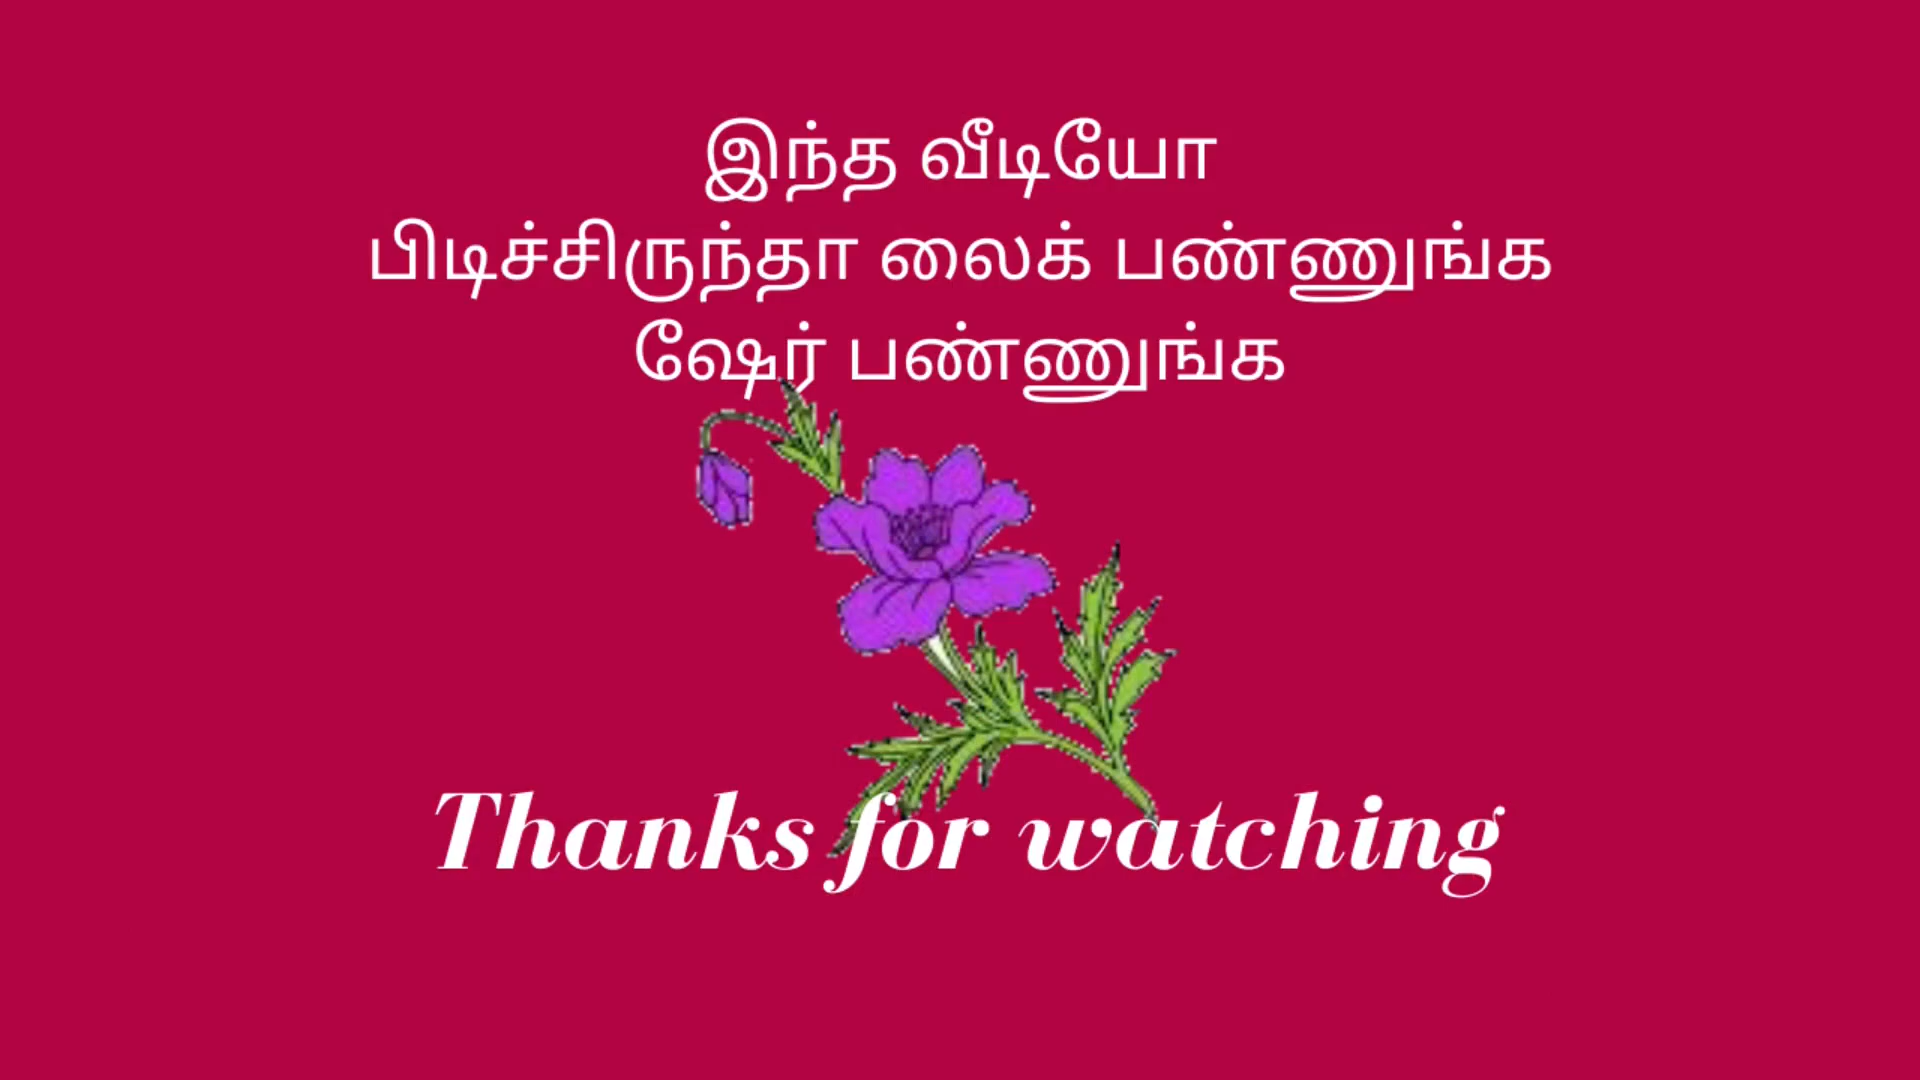 இந்த வீடியோ
பிடிச்சிருந்தா லைக் பண்ணுங்க
ஷேர் பண்ணுங்க
Thanks for watching